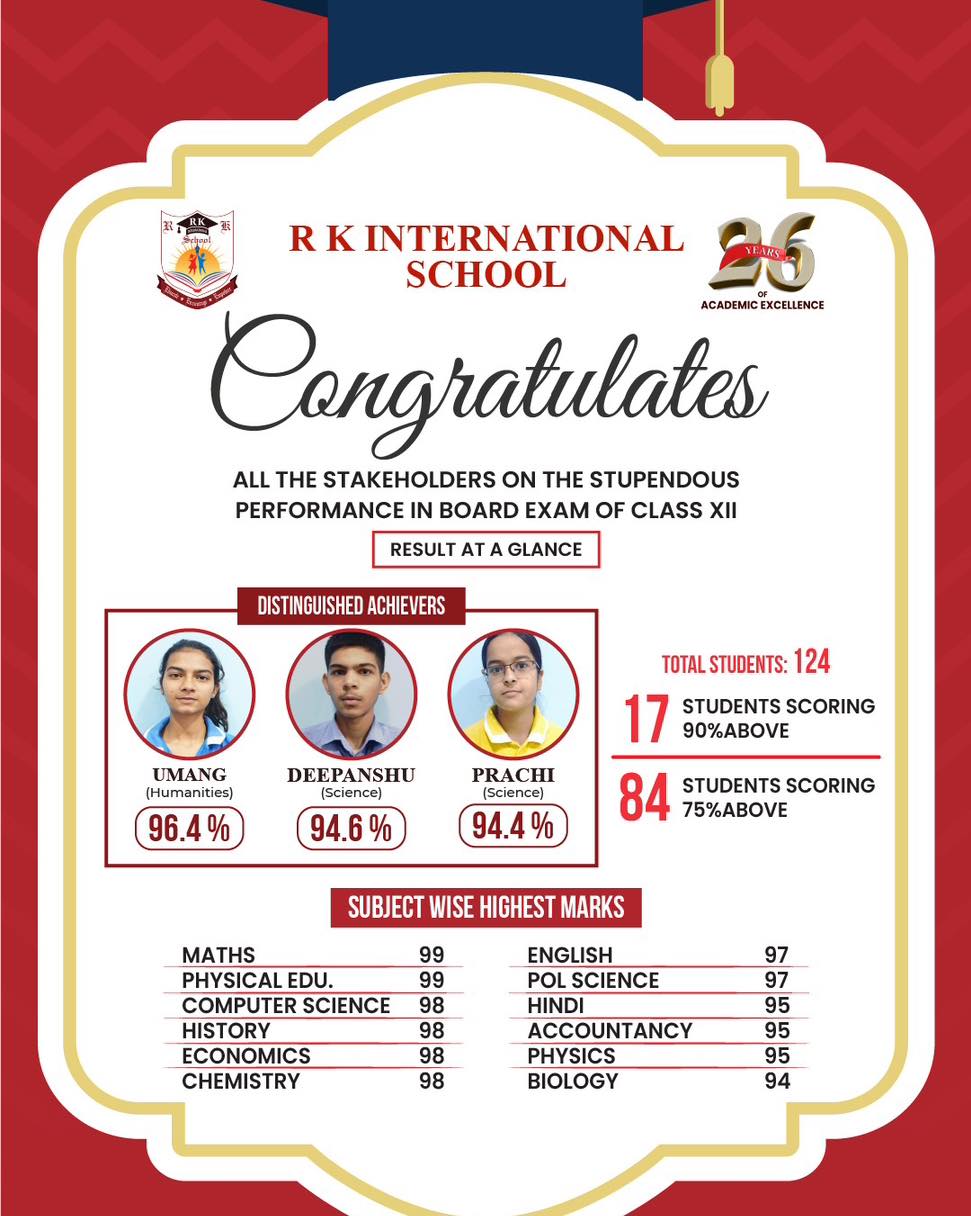 R K
R K
School
R K INTERNATIONAL
SCHOOL
26
YEARS
OF
ACADEMIC EXCELLENCE
Congratulates
ALL THE STAKEHOLDERS ON THE STUPENDOUS
PERFORMANCE IN BOARD EXAM OF CLASS XII
RESULT AT A GLANCE
DISTINGUISHED ACHIEVERS
UMANG
(Humanities)
96.4 %
DEEPANSHU
(Science)
94.6 %
PRACHI
(Science)
94.4 %
TOTAL STUDENTS: 124
17 STUDENTS SCORING
90%ABOVE
84 STUDENTS SCORING
75%ABOVE
SUBJECT WISE HIGHEST MARKS
MATHS 99
PHYSICAL EDU. 99
COMPUTER SCIENCE 98
HISTORY 98
ECONOMICS 98
CHEMISTRY 98
ENGLISH 97
POL SCIENCE 97
HINDI 95
ACCOUNTANCY 95
PHYSICS 95
BIOLOGY 94